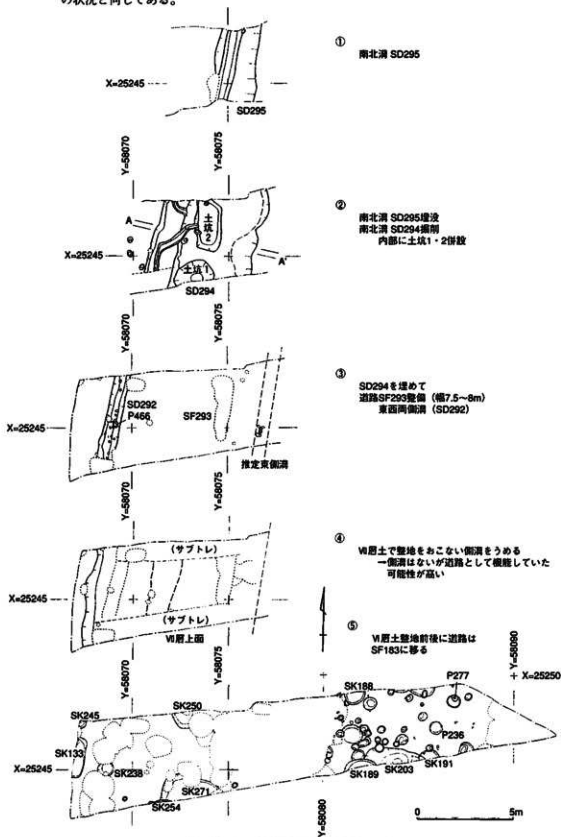 の状況と同じである。
①
南北溝 SD295
X=25245
SD295
Y=58070
Y=58075
②
南北溝 SD295埋没
南北溝 SD294掘削
内部に土坑1・2併設
A
A'
土坑2
土坑1
X=25245
SD294
Y=58070
Y=58075
③
SD294を埋めて
道路SF293整備(幅7.5~8m)
東西両側溝(SD292)
SD292
P466
SF293
X=25245
推定東側溝
Y=58070
Y=58075
④
Ⅶ層土で整地をおこない側溝をうめる
→側溝はないが道路として機能していた
可能性が高い
(サブトレ)
X=25245
(サブトレ)
Ⅶ層上面
⑤
Ⅵ層土整地前後に道路は
SF183に移る
Y=58070
Y=58075
Y=58090
X=25250
SK245
SK250
SK188
P277
SK133
P236
X=25245
SK238
SK203
SK191
SK271
SK189
SK254
Y=58080
0
5m